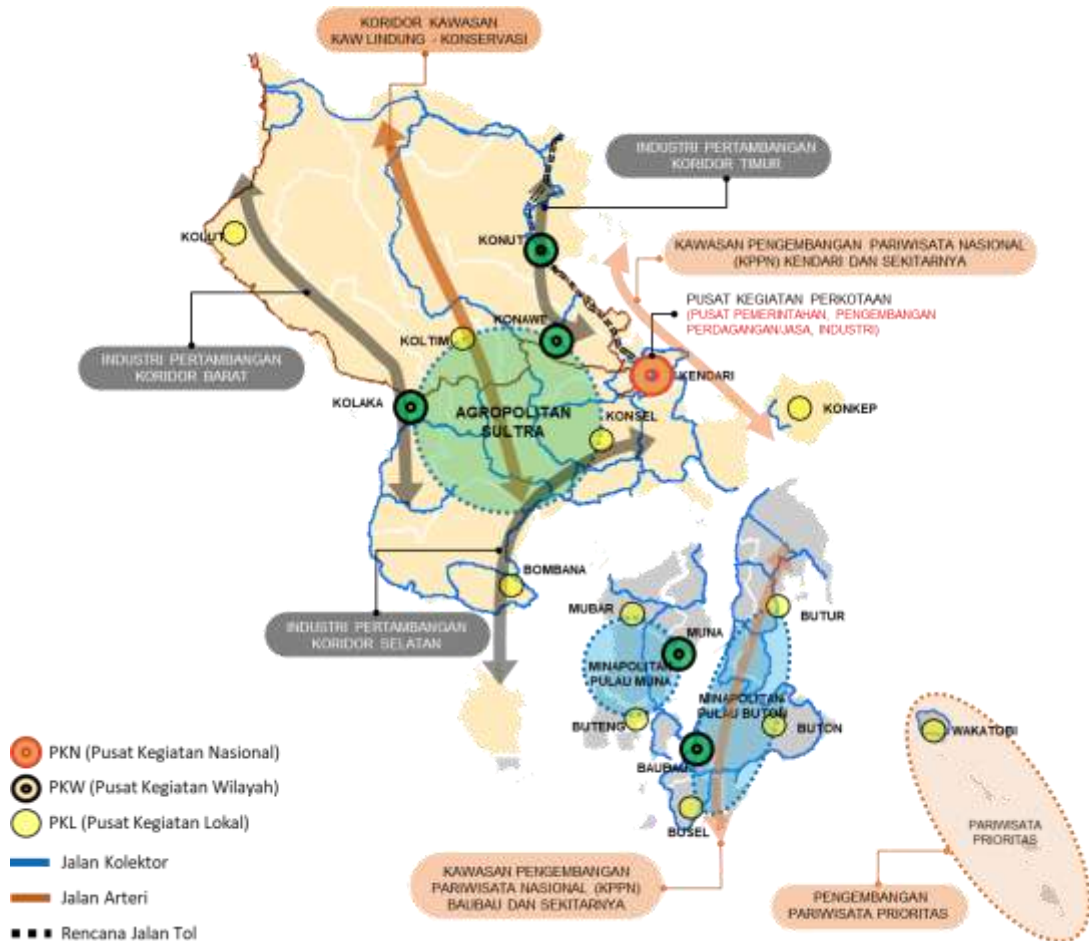 KORIDOR KAWASAN
KAW LINDUNG - KONSERVASI
INDUSTRI PERTAMBANGAN
KORIDOR TIMUR
KOLUT
KONUT
KAWASAN PENGEMBANGAN PARIWISATA NASIONAL
(KPPN) KENDARI DAN SEKITARNYA
PUSAT KEGIATAN PERKOTAAN
(PUSAT PEMERINTAHAN, PENGEMBANGAN
PERDAGANGAN/JASA, INDUSTRI)
KONAWE
KOLTIM
INDUSTRI PERTAMBANGAN
KORIDOR BARAT
KENDARI
KOLAKA
KONKEP
AGROPOLITAN
SULTRA
KONSEL
BOMBANA
MUBAR
BUTUR
INDUSTRI PERTAMBANGAN
KORIDOR SELATAN
MUNA
MINAPOLITAN
PULAU MUNA
MINAPOLITAN
PULAU BUTON
BUTENG
BUTON
WAKATOBI
BAUBAU
BUSEL
PARIWISATA
PRIORITAS
PKN (Pusat Kegiatan Nasional)
PKW (Pusat Kegiatan Wilayah)
PKL (Pusat Kegiatan Lokal)
Jalan Kolektor
Jalan Arteri
Rencana Jalan Tol
KAWASAN PENGEMBANGAN
PARIWISATA NASIONAL (KPPN)
BAUBAU DAN SEKITARNYA
PENGEMBANGAN
PARIWISATA PRIORITAS